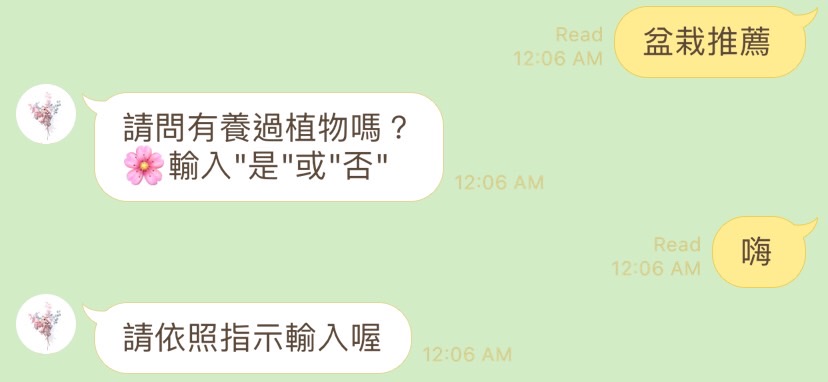 盆栽推薦
Read
12:06 AM
請問有養過植物嗎？
🌸輸入"是"或"否"
12:06 AM
嗨
Read
12:06 AM
請依照指示輸入喔
12:06 AM